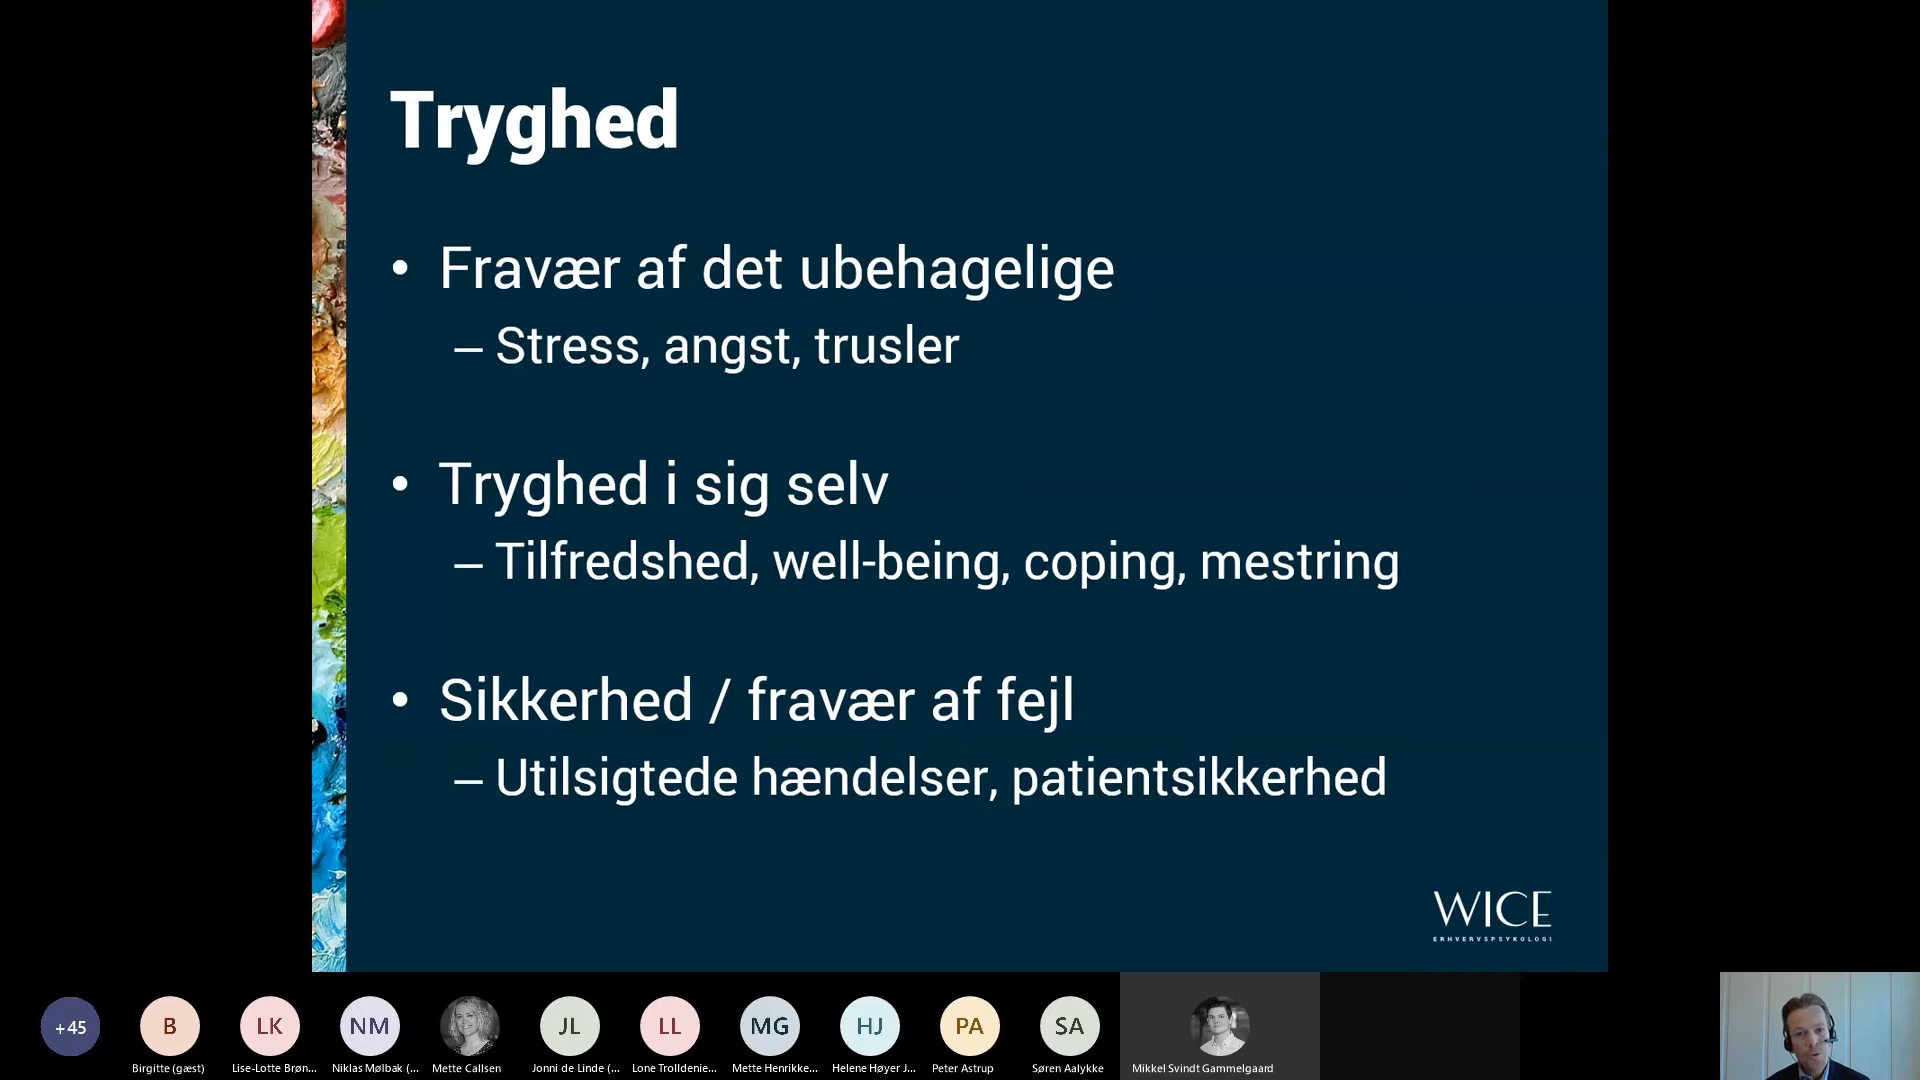 Tryghed
• Fravær af det ubehagelige
– Stress, angst, trusler
• Tryghed i sig selv
– Tilfredshed, well-being, coping, mestring
• Sikkerhed / fravær af fejl
– Utilsigtede hændelser, patientsikkerhed
WICE
ERHVERVSPSYKOLOGI
+45
B
LK
NM
JL
LL
MG
HJ
PA
SA
Birgitte (gæst)
Lise-Lotte Brøn...
Niklas Mølbak (...
Mette Callsen
Jonni de Linde (...
Lone Trolldenie...
Mette Henrikke...
Helene Høyer J...
Peter Astrup
Søren Aalykke
Mikkel Svindt Gammelgaard